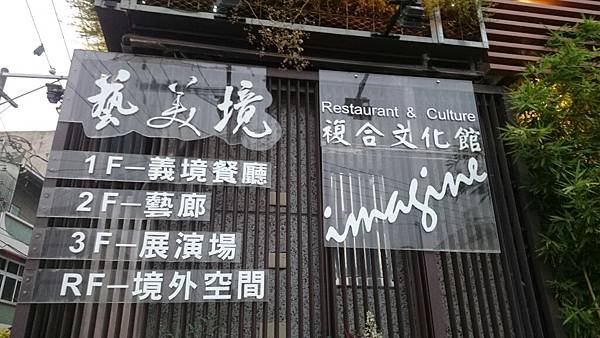 藝美境
1F－義境餐廳
2F－藝廊
3F－展演場
RF－境外空間
Restaurant & Culture
複合文化館
imagine